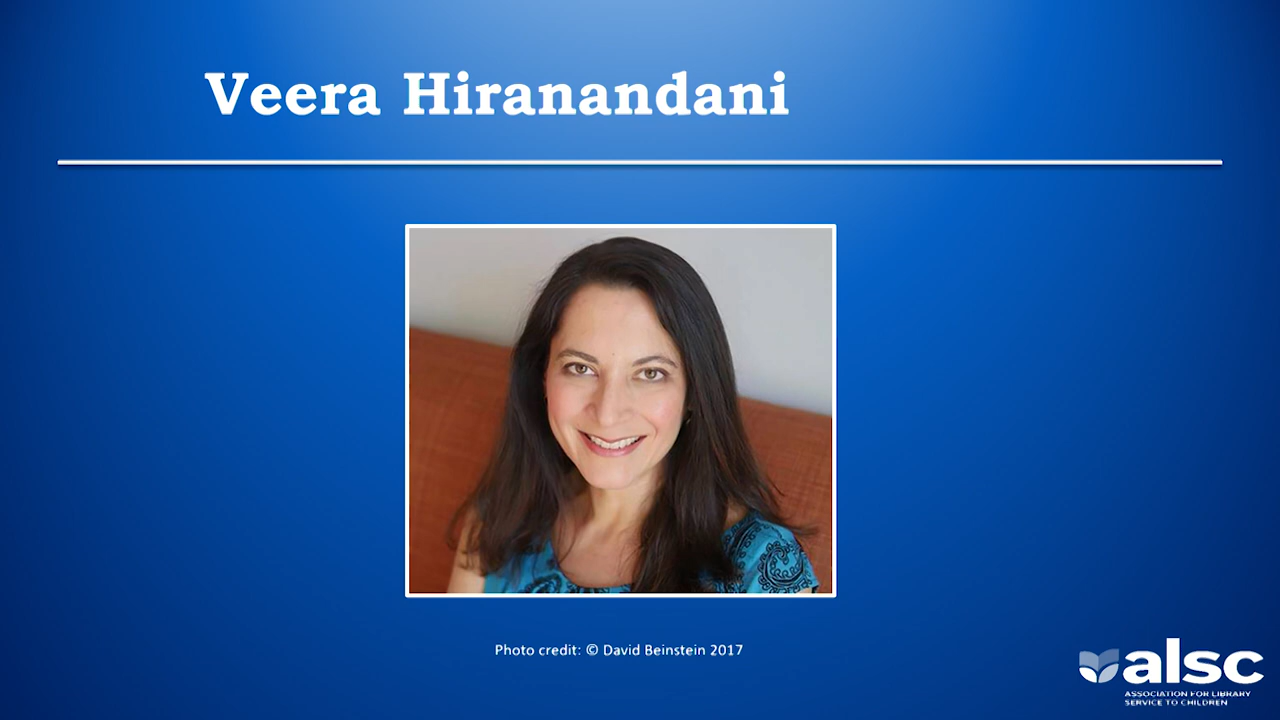 Veera Hiranandani
Photo credit: © David Beinstein 2017
alsc
ASSOCIATION FOR LIBRARY
SERVICE TO CHILDREN